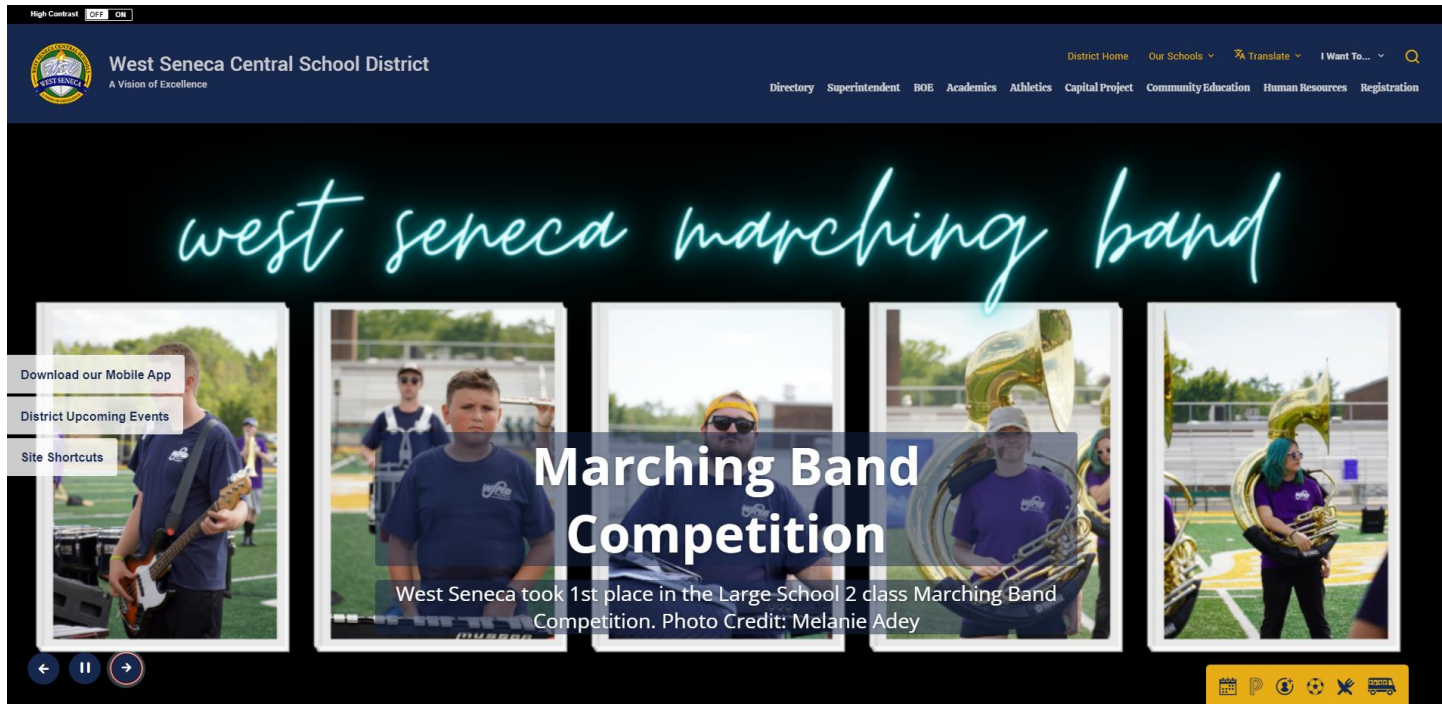 High Contrast OFF ON
WEST SENECA
West Seneca Central School District
A Vision of Excellence
District Home Our Schools Translate I Want To...
Directory Superintendent BOE Academics Athletics Capital Project Community Education Human Resources Registration
west seneca marching band
Download our Mobile App
District Upcoming Events
Site Shortcuts
Marching Band
Competition
West Seneca took 1st place in the Large School 2 class Marching Band
Competition. Photo Credit: Melanie Adey
musser